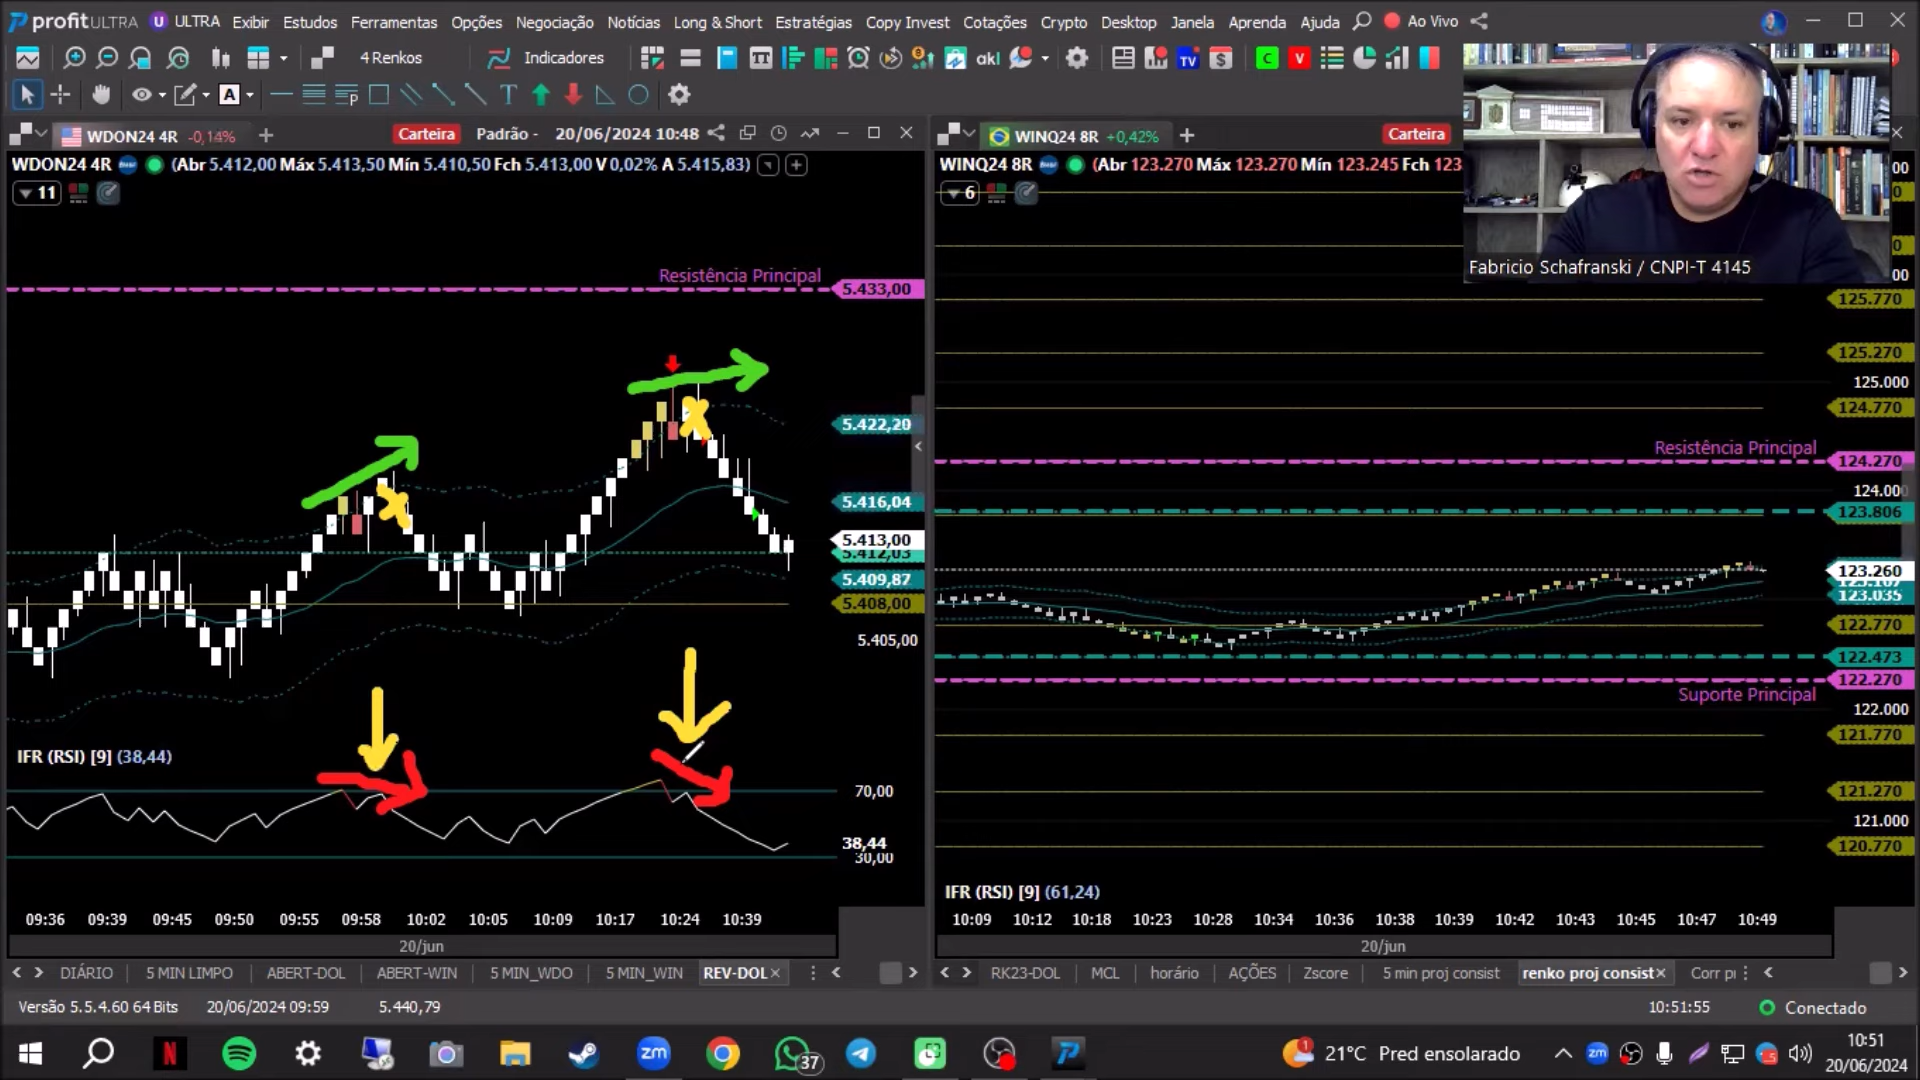 profitULTRA U ULTRA Exibir Estudos Ferramentas Opções Negociação Notícias Long & Short Estratégias Copy Invest Cotações Crypto Desktop Janela Aprenda Ajuda Ao Vivo
4 Renkos Indicadores akl TV $ C V
A P T
WDON24 4R -0,14% + Carteira Padrão - 20/06/2024 10:48
WINQ24 8R +0,42% + Carteira
WDON24 4R (Abr 5.412,00 Máx 5.413,50 Mín 5.410,50 Fch 5.413,00 V 0,02% A 5.415,83)
WINQ24 8R (Abr 123.270 Máx 123.270 Mín 123.245 Fch 123
11
6
Fabricio Schafranski / CNPI-T 4145
Resistência Principal 5.433,00
5.422,20
5.416,04
5.413,00
5.412,03
5.409,87
5.408,00
5.405,00
IFR (RSI) [9] (38,44)
70,00
38,44
30,00
09:36 09:39 09:45 09:50 09:55 09:58 10:02 10:05 10:09 10:17 10:24 10:39
20/jun
125.770
125.270
125.000
124.770
Resistência Principal
124.270
124.000
123.806
123.260
123.035
122.770
122.473
122.270
Suporte Principal
122.000
121.770
121.270
121.000
120.770
IFR (RSI) [9] (61,24)
10:09 10:12 10:18 10:23 10:28 10:34 10:36 10:38 10:39 10:42 10:43 10:45 10:47 10:49
20/jun
DIÁRIO 5 MIN LIMPO ABERT-DOL ABERT-WIN 5 MIN_WDO 5 MIN_WIN REV-DOL
RK23-DOL MCL horário AÇÕES Zscore 5 min proj consist renko proj consist Corr
Versão 5.5.4.60 64 Bits 20/06/2024 09:59 5.440,79 10:51:55 Conectado
N zm 37 1 21°C Pred ensolarado zm 10:51
20/06/2024